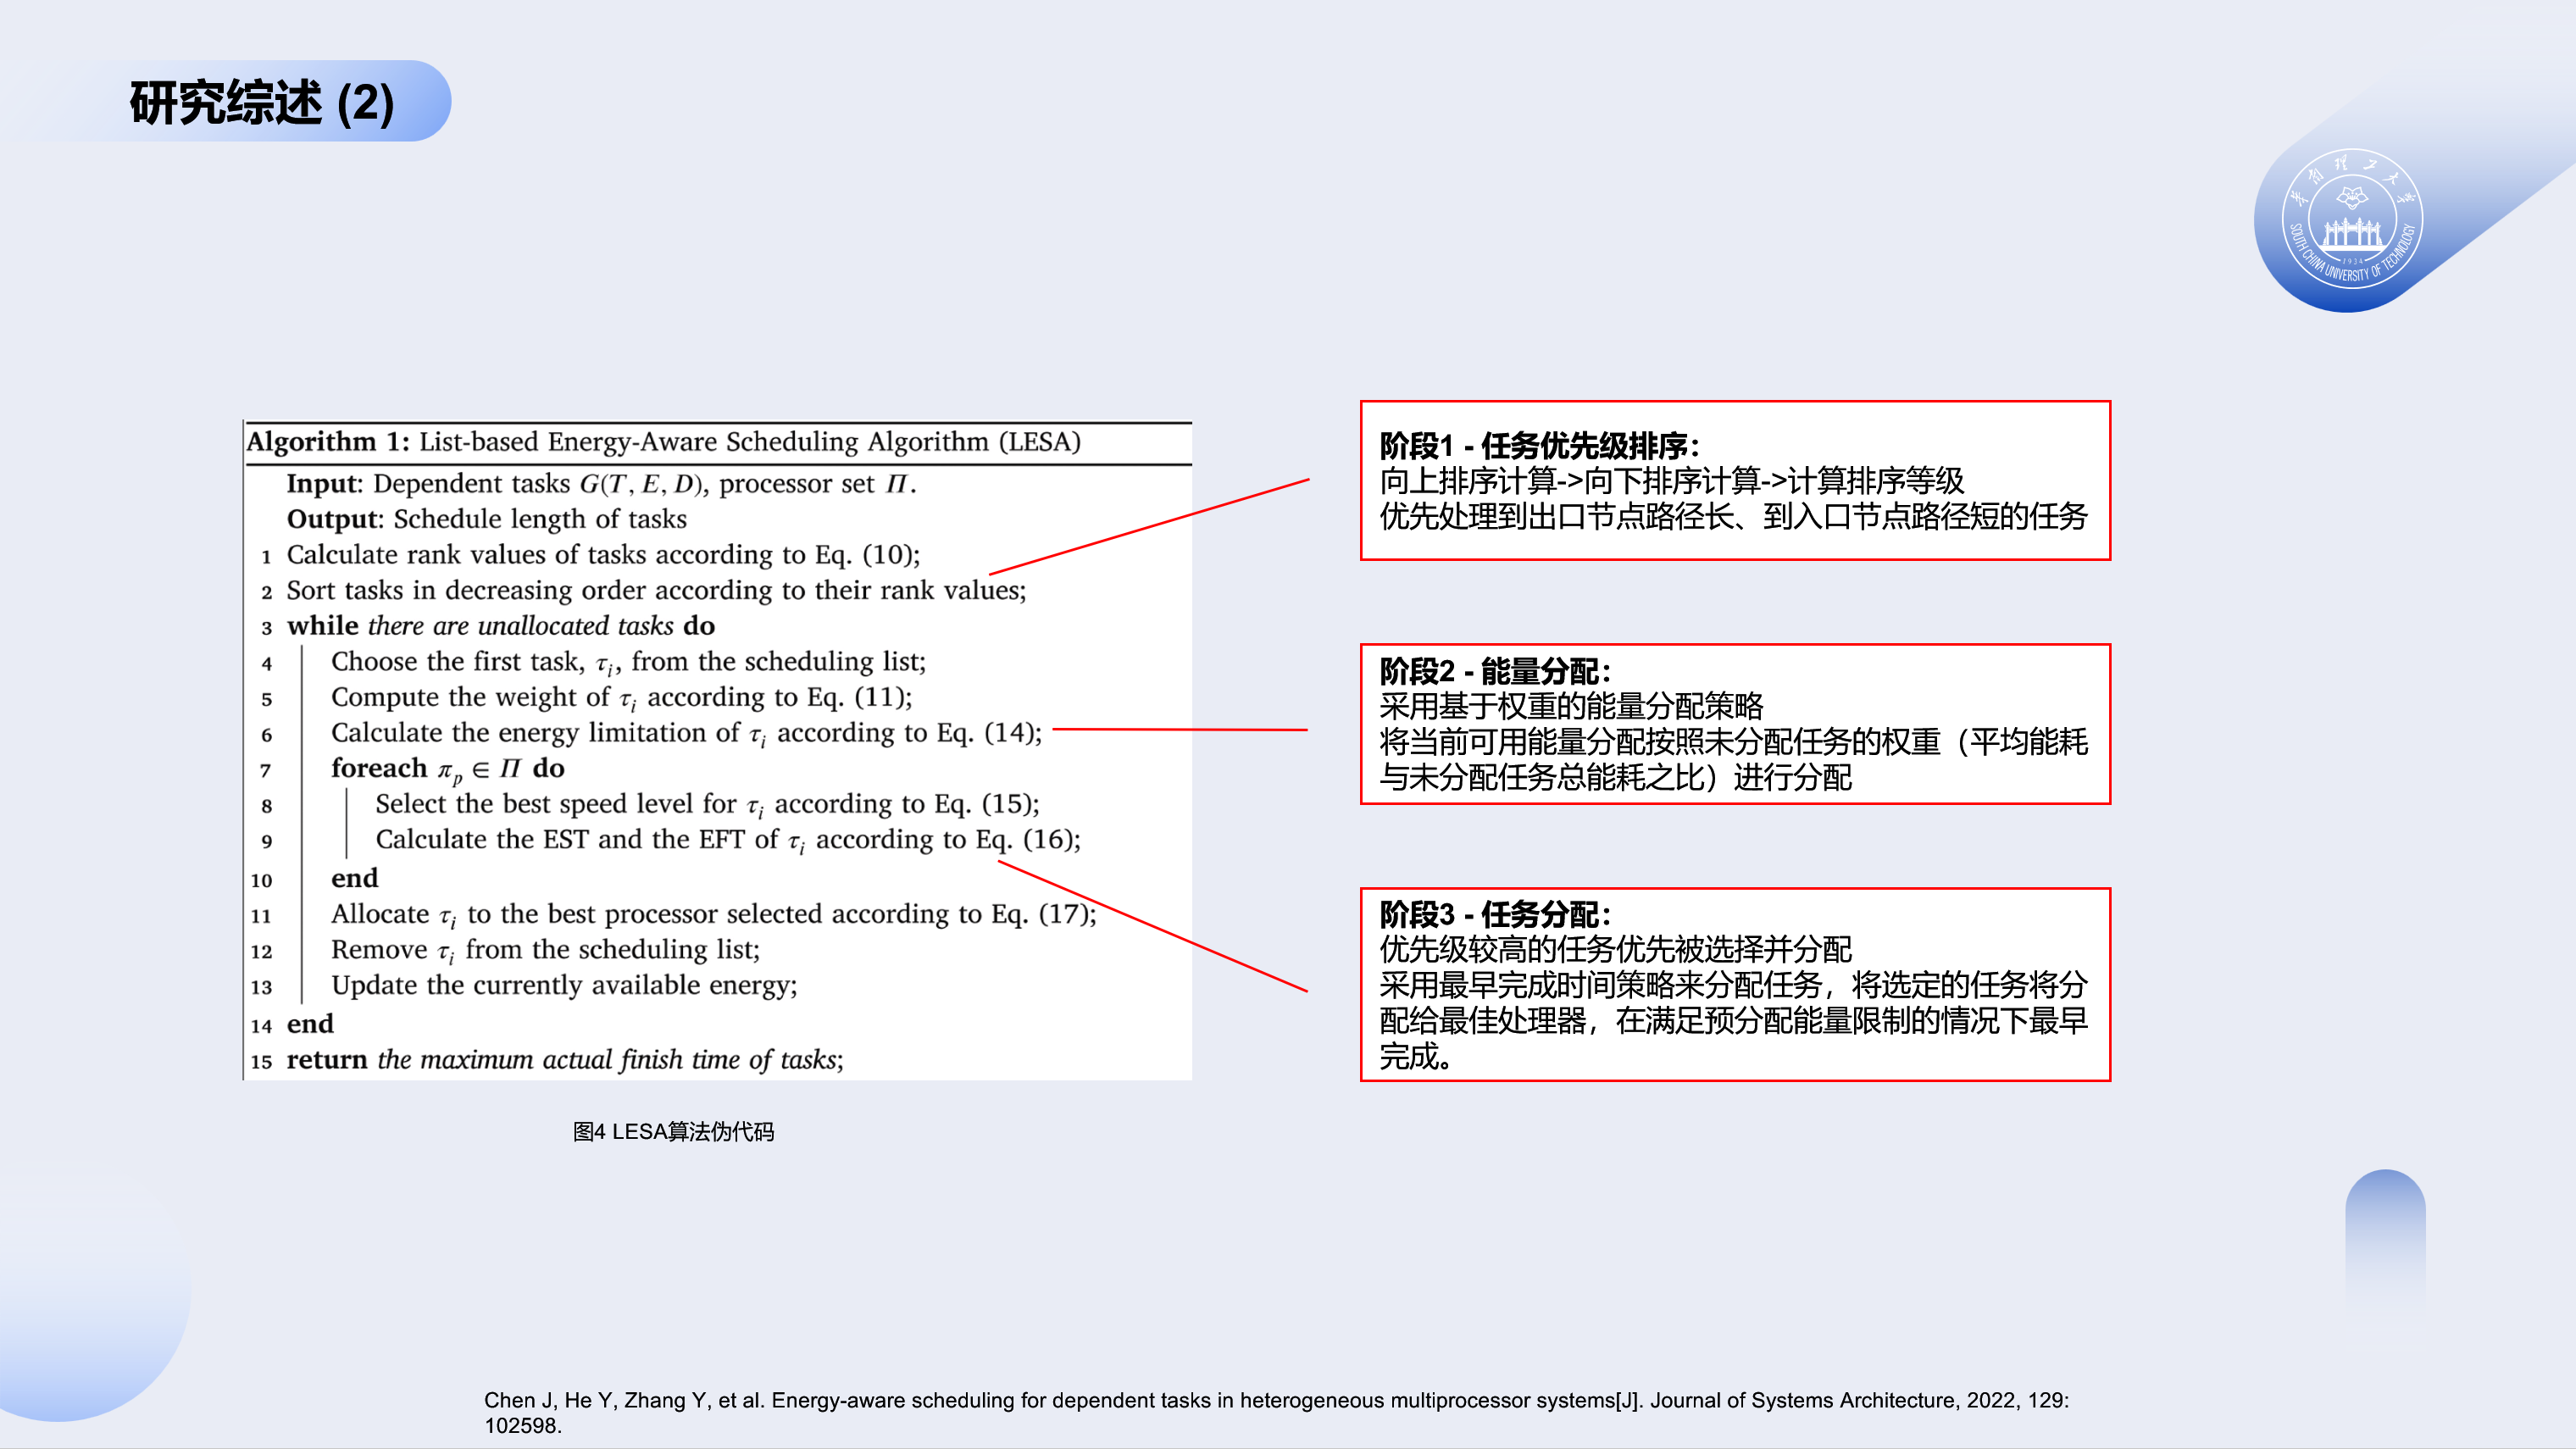 研究综述 (2)
华南理工大学
SOUTH CHINA UNIVERSITY OF TECHNOLOGY
1934
Algorithm 1: List-based Energy-Aware Scheduling Algorithm (LESA)
Input: Dependent tasks G(T, E, D), processor set Π.
Output: Schedule length of tasks
1 Calculate rank values of tasks according to Eq. (10);
2 Sort tasks in decreasing order according to their rank values;
3 while there are unallocated tasks do
4 Choose the first task, τi, from the scheduling list;
5 Compute the weight of τi according to Eq. (11);
6 Calculate the energy limitation of τi according to Eq. (14);
7 foreach πp ∈ Π do
8 Select the best speed level for τi according to Eq. (15);
9 Calculate the EST and the EFT of τi according to Eq. (16);
10 end
11 Allocate τi to the best processor selected according to Eq. (17);
12 Remove τi from the scheduling list;
13 Update the currently available energy;
14 end
15 return the maximum actual finish time of tasks;
图4 LESA算法伪代码
阶段1 - 任务优先级排序：
向上排序计算->向下排序计算->计算排序等级
优先处理到出口节点路径长、到入口节点路径短的任务
阶段2 - 能量分配：
采用基于权重的能量分配策略
将当前可用能量分配按照未分配任务的权重（平均能耗
与未分配任务总能耗之比）进行分配
阶段3 - 任务分配：
优先级较高的任务优先被选择并分配
采用最早完成时间策略来分配任务，将选定的任务将分
配给最佳处理器，在满足预分配能量限制的情况下最早
完成。
Chen J, He Y, Zhang Y, et al. Energy-aware scheduling for dependent tasks in heterogeneous multiprocessor systems[J]. Journal of Systems Architecture, 2022, 129:
102598.